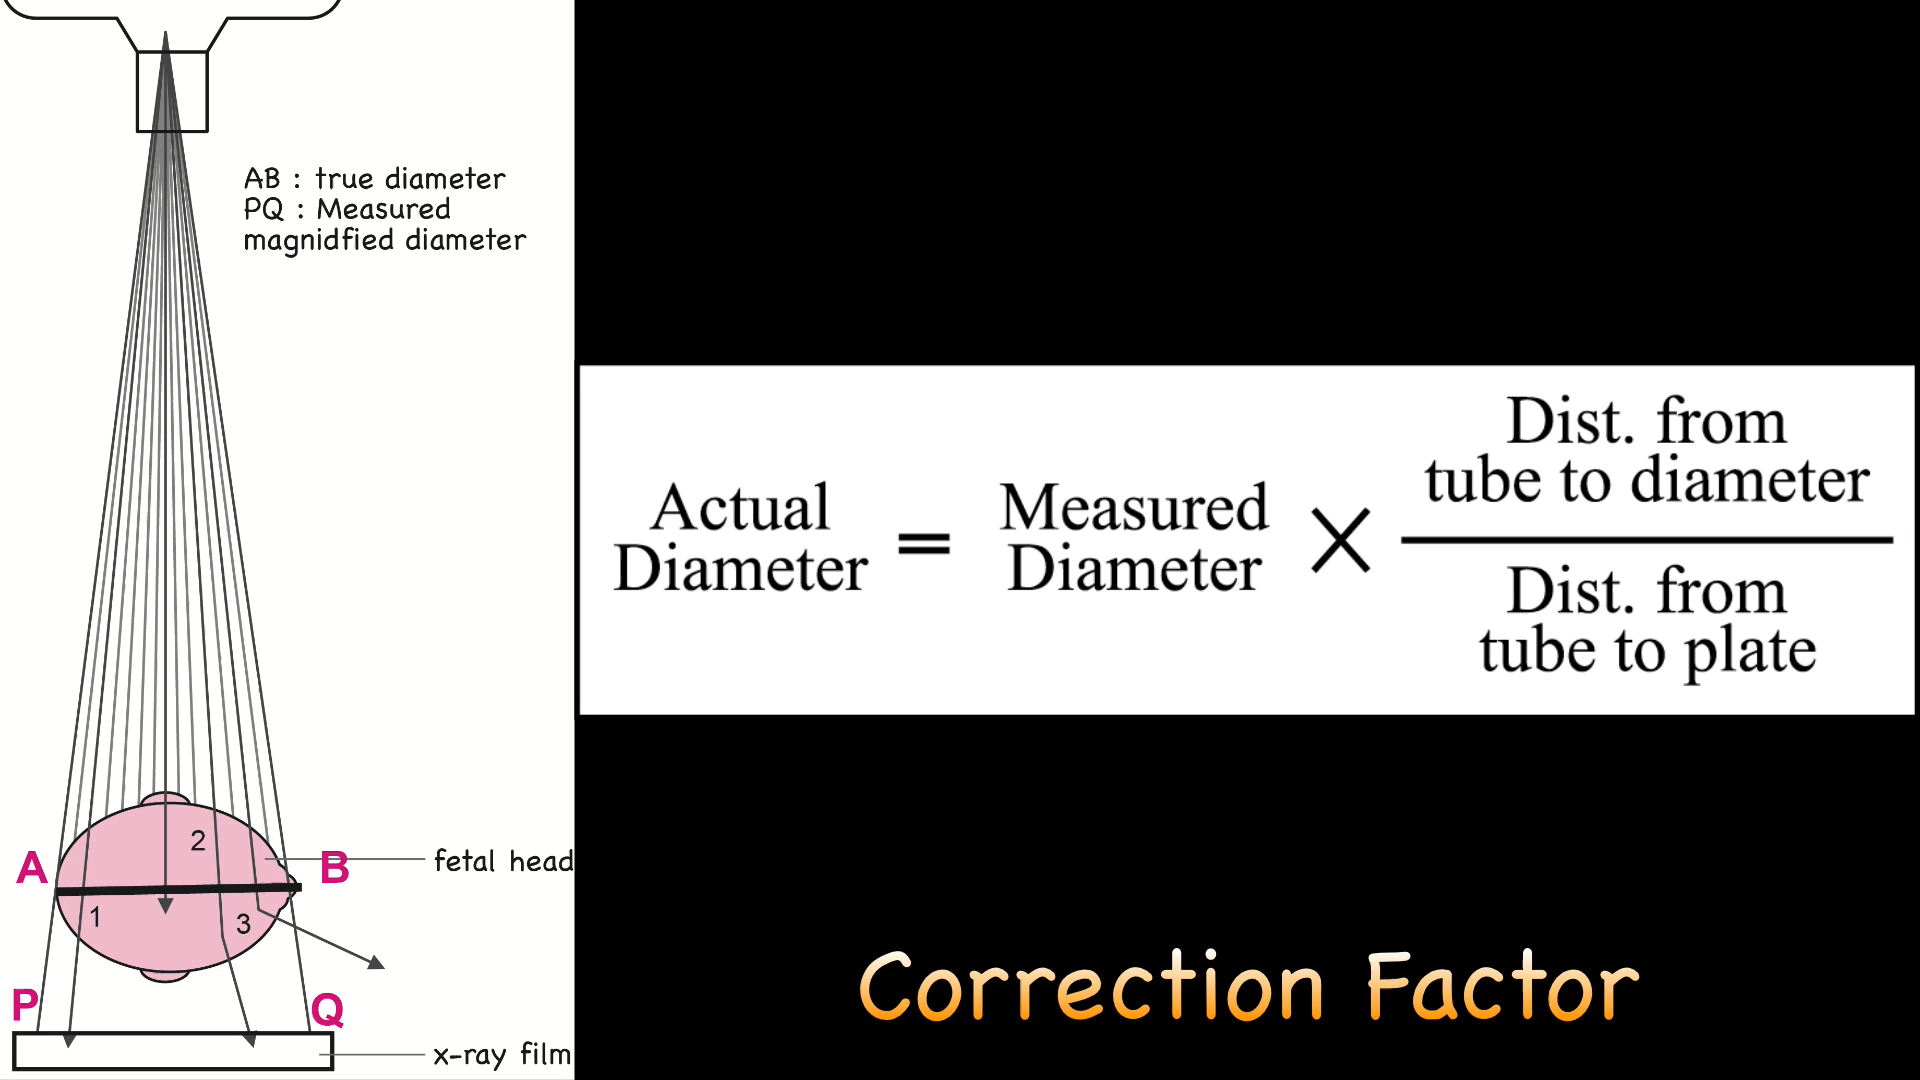 AB : true diameter
PQ : Measured
magnidfied diameter
2
A
B
fetal head
1
3
P
Q
x-ray film
Actual
Diameter
=
Measured
Diameter
×
Dist. from
tube to diameter
Dist. from
tube to plate
Correction Factor